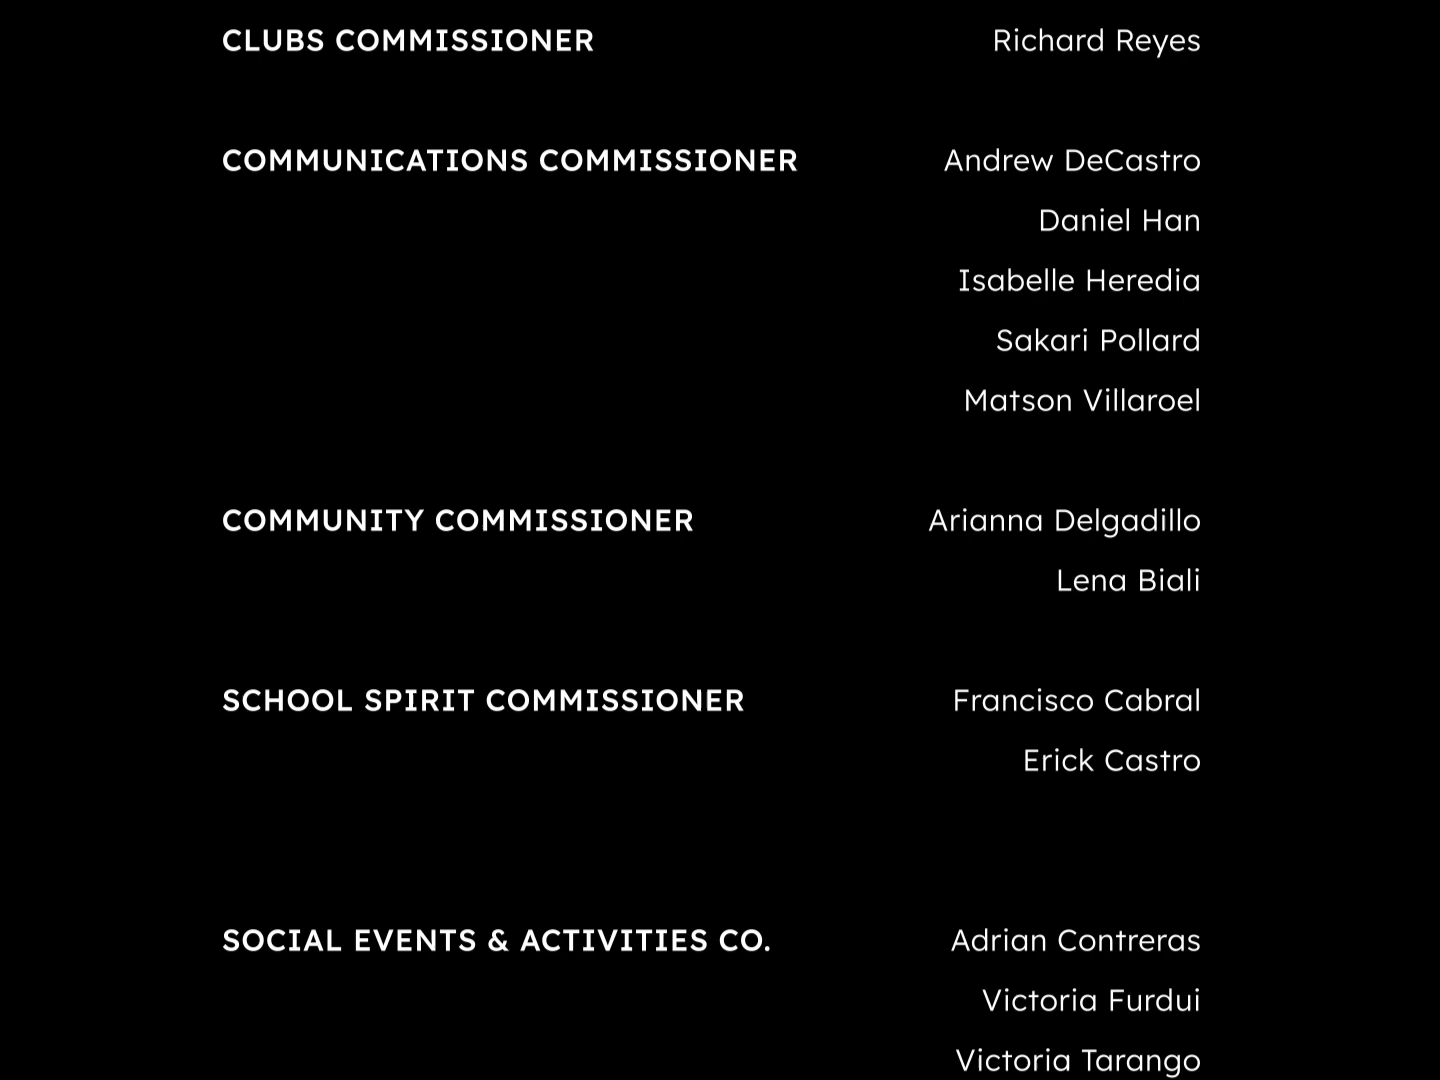 CLUBS COMMISSIONER Richard Reyes
COMMUNICATIONS COMMISSIONER Andrew DeCastro
Daniel Han
Isabelle Heredia
Sakari Pollard
Matson Villaroel
COMMUNITY COMMISSIONER Arianna Delgadillo
Lena Biali
SCHOOL SPIRIT COMMISSIONER Francisco Cabral
Erick Castro
SOCIAL EVENTS & ACTIVITIES CO. Adrian Contreras
Victoria Furdui
Victoria Tarango